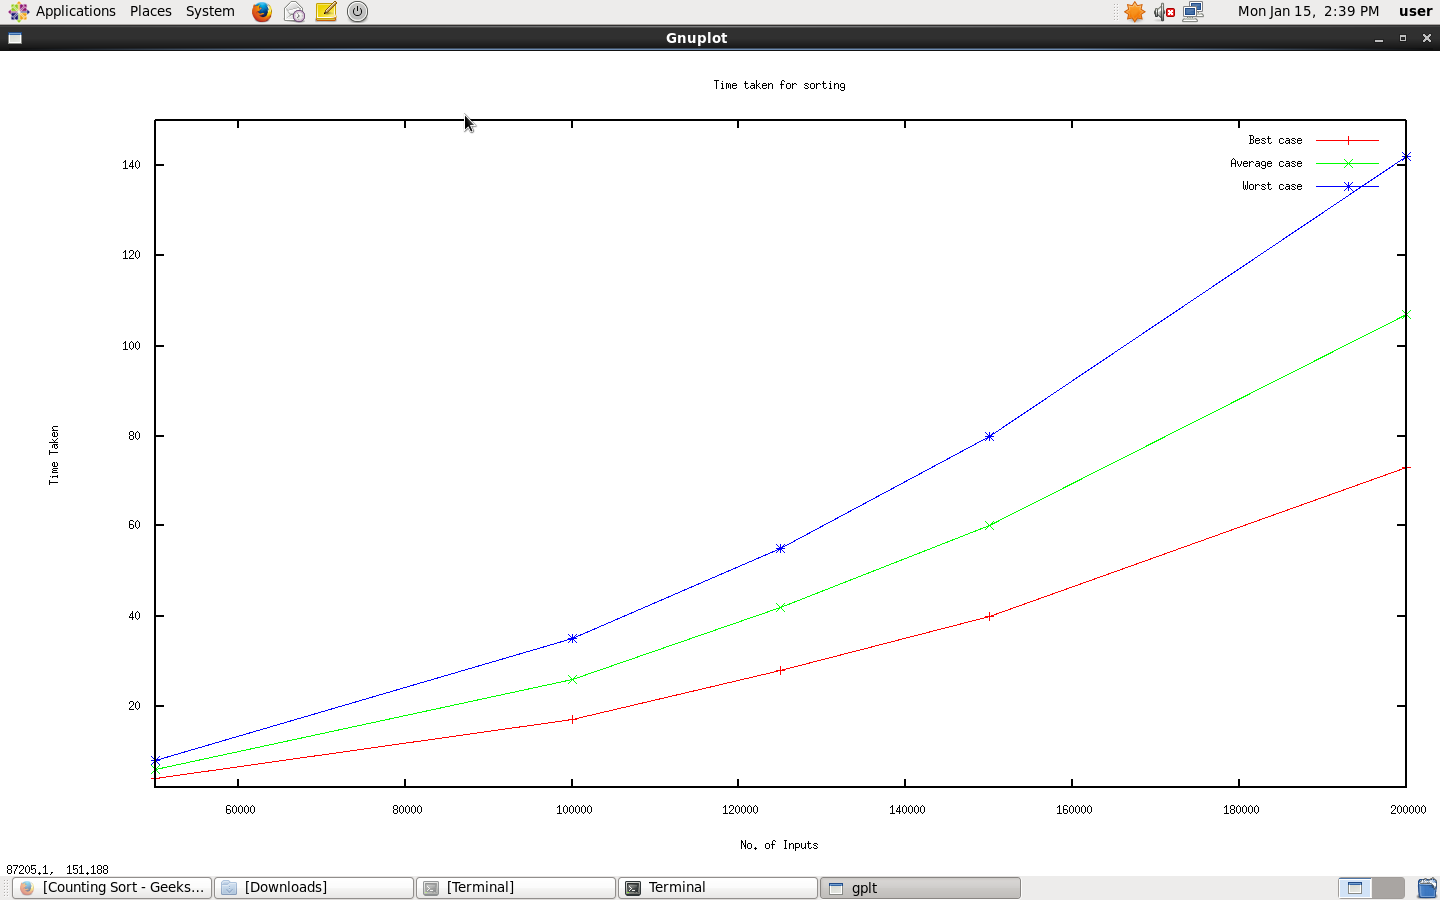 Applications Places System Mon Jan 15, 2:39 PM user
Gnuplot
Time taken for sorting
Best case
Average case
Worst case
140
120
100
80
60
40
20
Time Taken
60000 80000 100000 120000 140000 160000 180000 200000
No. of Inputs
87205.1, 151.188
[Counting Sort - Geeks... [Downloads] [Terminal] Terminal gplt